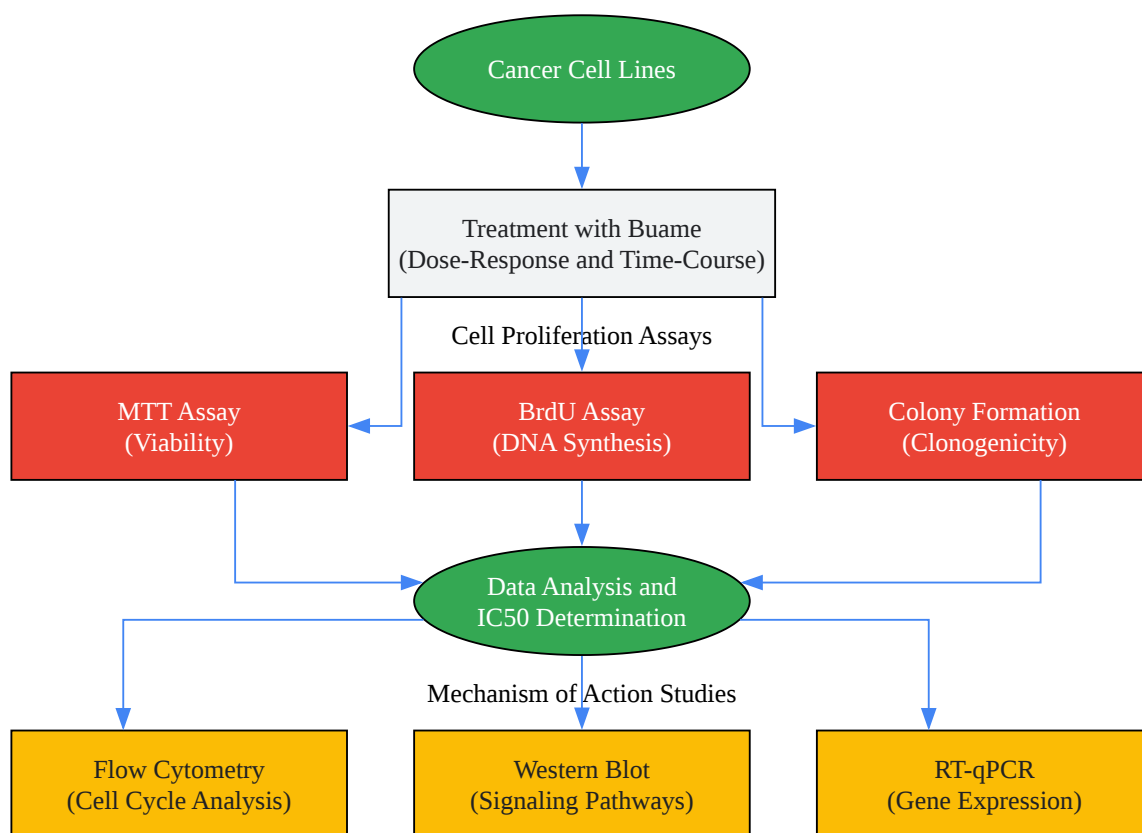 Cancer Cell Lines
Treatment with Buame
(Dose-Response and Time-Course)
Cell Proliferation Assays
MTT Assay
(Viability)
BrdU Assay
(DNA Synthesis)
Colony Formation
(Clonogenicity)
Data Analysis and
IC50 Determination
Mechanism of Action Studies
Flow Cytometry
(Cell Cycle Analysis)
Western Blot
(Signaling Pathways)
RT-qPCR
(Gene Expression)